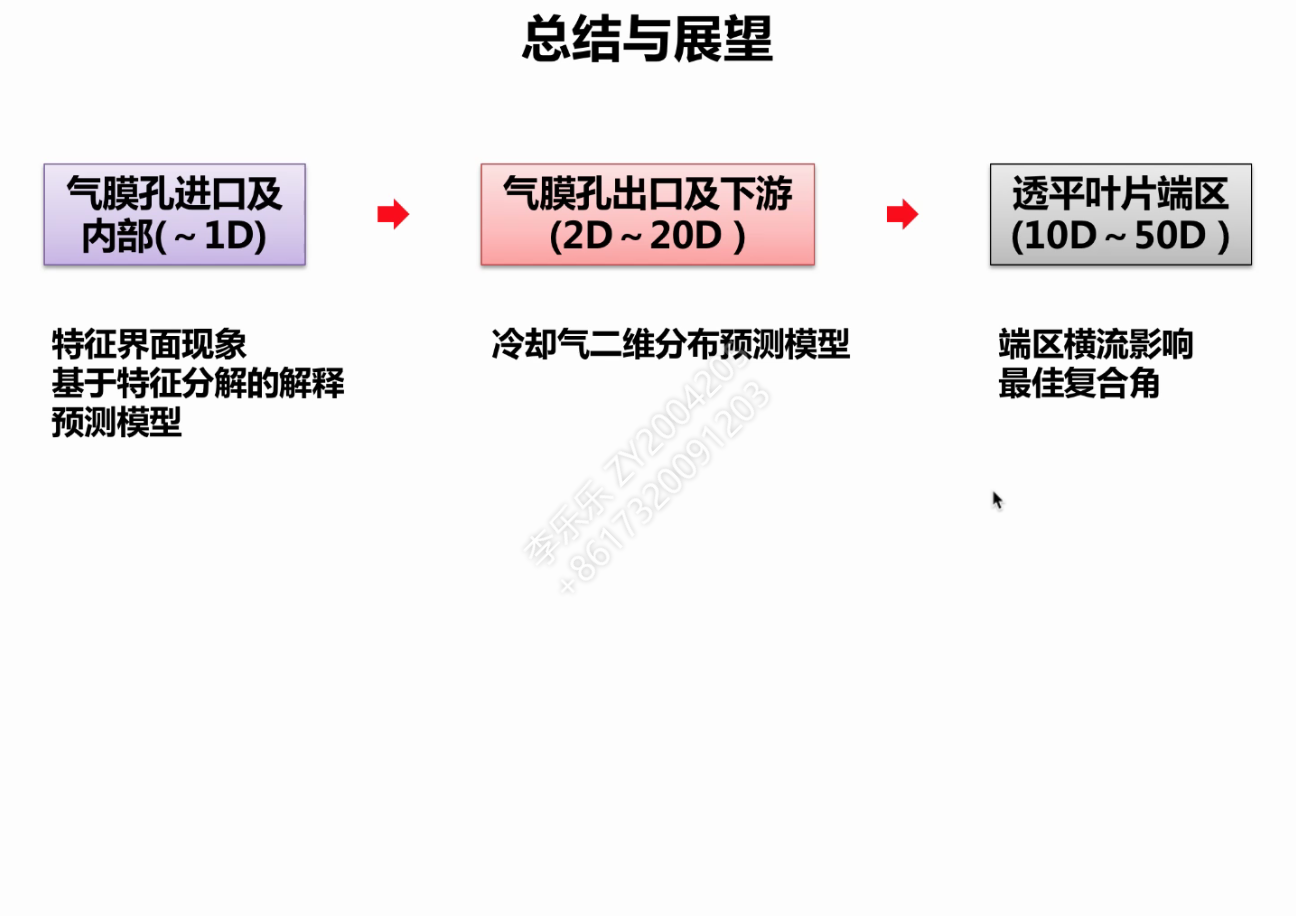 总结与展望
气膜孔进口及
内部(~1D)
气膜孔出口及下游
(2D~20D )
透平叶片端区
(10D~50D )
特征界面现象
基于特征分解的解释
预测模型
冷却气二维分布预测模型
端区横流影响
最佳复合角
李乐乐 ZY2004205
+8617320091203